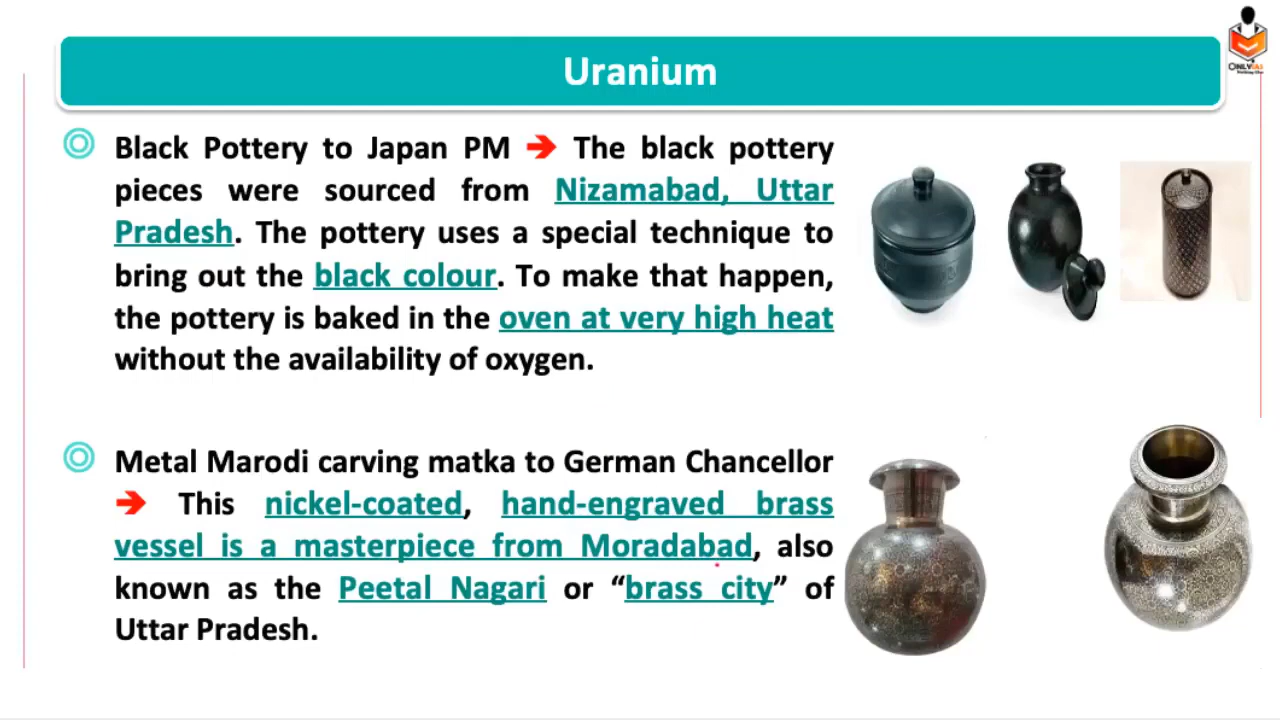 Uranium
ONLYIAS
Black Pottery to Japan PM ➔ The black pottery
pieces were sourced from Nizamabad, Uttar
Pradesh. The pottery uses a special technique to
bring out the black colour. To make that happen,
the pottery is baked in the oven at very high heat
without the availability of oxygen.
Metal Marodi carving matka to German Chancellor
➔ This nickel-coated, hand-engraved brass
vessel is a masterpiece from Moradabad, also
known as the Peetal Nagari or “brass city” of
Uttar Pradesh.